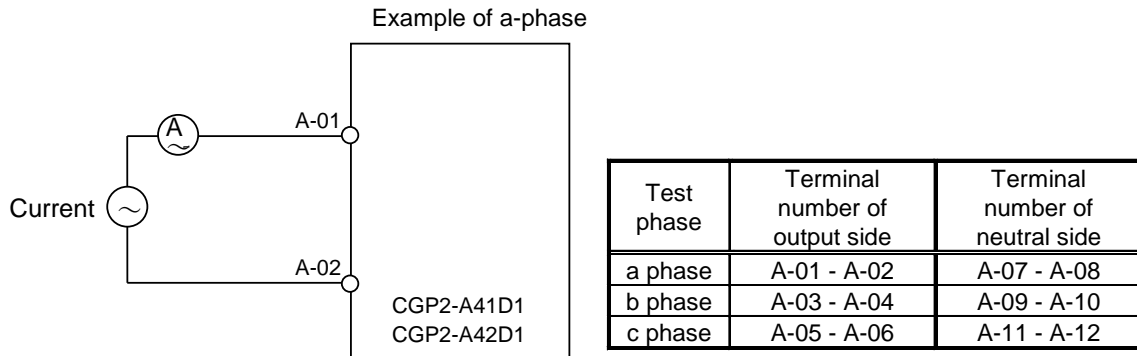 Example of a-phase
A
A-01
Current
A-02
CGP2-A41D1
CGP2-A42D1
Test
phase
Terminal
number of
output side
Terminal
number of
neutral side
a phase A-01 - A-02 A-07 - A-08
b phase A-03 - A-04 A-09 - A-10
c phase A-05 - A-06 A-11 - A-12